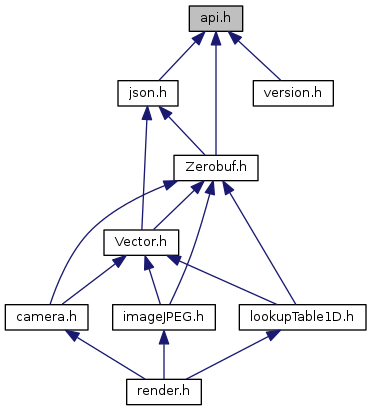 api.h
json.h
version.h
Zerobuf.h
Vector.h
camera.h
imageJPEG.h
lookupTable1D.h
render.h